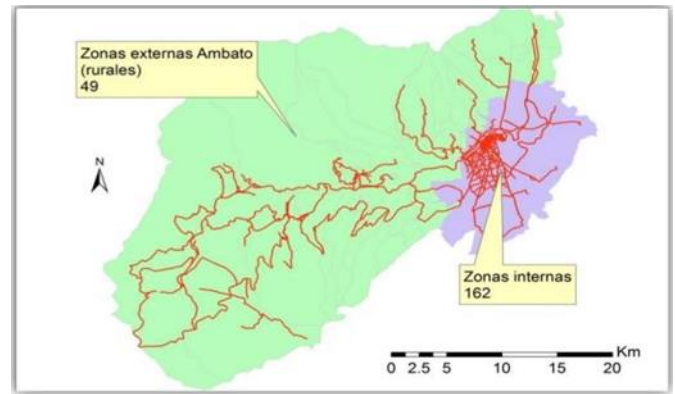 Zonas externas Ambato
(rurales)
49
N
Zonas internas
162
Km
0 2.5 5 10 15 20